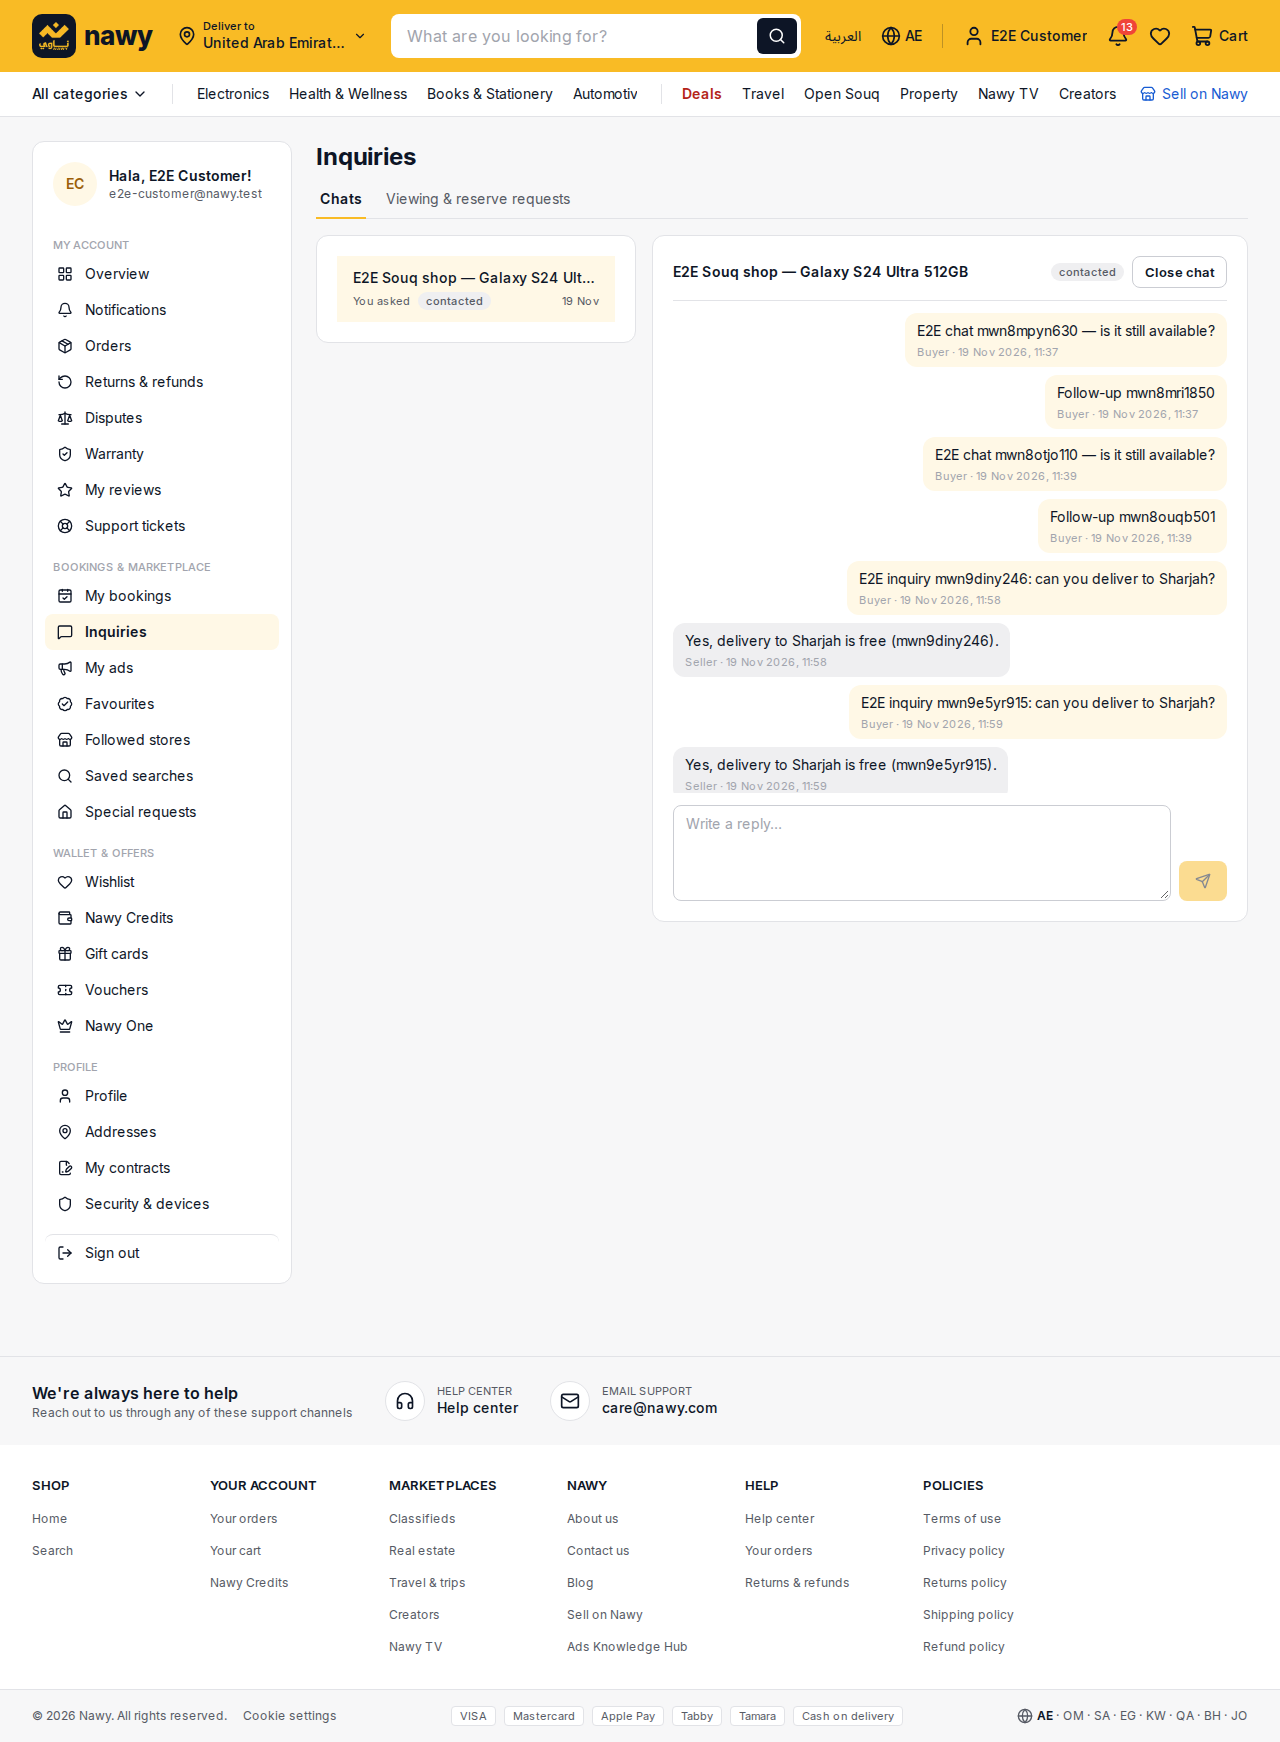 ناوي
NAWY
nawy
Deliver to
United Arab Emirat...
What are you looking for?
العربية
AE
E2E Customer
13
Cart
All categories
Electronics
Health & Wellness
Books & Stationery
Automotiv
Deals
Travel
Open Souq
Property
Nawy TV
Creators
Sell on Nawy
EC
Hala, E2E Customer!
e2e-customer@nawy.test
MY ACCOUNT
Overview
Notifications
Orders
Returns & refunds
Disputes
Warranty
My reviews
Support tickets
BOOKINGS & MARKETPLACE
My bookings
Inquiries
My ads
Favourites
Followed stores
Saved searches
Special requests
WALLET & OFFERS
Wishlist
Nawy Credits
Gift cards
Vouchers
Nawy One
PROFILE
Profile
Addresses
My contracts
Security & devices
Sign out
Inquiries
Chats
Viewing & reserve requests
E2E Souq shop — Galaxy S24 Ult...
You asked contacted 19 Nov
E2E Souq shop — Galaxy S24 Ultra 512GB
contacted
Close chat
E2E chat mwn8mpyn630 — is it still available?
Buyer · 19 Nov 2026, 11:37
Follow-up mwn8mri1850
Buyer · 19 Nov 2026, 11:37
E2E chat mwn8otjo110 — is it still available?
Buyer · 19 Nov 2026, 11:39
Follow-up mwn8ouqb501
Buyer · 19 Nov 2026, 11:39
E2E inquiry mwn9diny246: can you deliver to Sharjah?
Buyer · 19 Nov 2026, 11:58
Yes, delivery to Sharjah is free (mwn9diny246).
Seller · 19 Nov 2026, 11:58
E2E inquiry mwn9e5yr915: can you deliver to Sharjah?
Buyer · 19 Nov 2026, 11:59
Yes, delivery to Sharjah is free (mwn9e5yr915).
Seller · 19 Nov 2026, 11:59
Write a reply...
We're always here to help
Reach out to us through any of these support channels
HELP CENTER
Help center
EMAIL SUPPORT
care@nawy.com
SHOP
Home
Search
YOUR ACCOUNT
Your orders
Your cart
Nawy Credits
MARKETPLACES
Classifieds
Real estate
Travel & trips
Creators
Nawy TV
NAWY
About us
Contact us
Blog
Sell on Nawy
Ads Knowledge Hub
HELP
Help center
Your orders
Returns & refunds
POLICIES
Terms of use
Privacy policy
Returns policy
Shipping policy
Refund policy
© 2026 Nawy. All rights reserved.
Cookie settings
VISA
Mastercard
Apple Pay
Tabby
Tamara
Cash on delivery
AE · OM · SA · EG · KW · QA · BH · JO